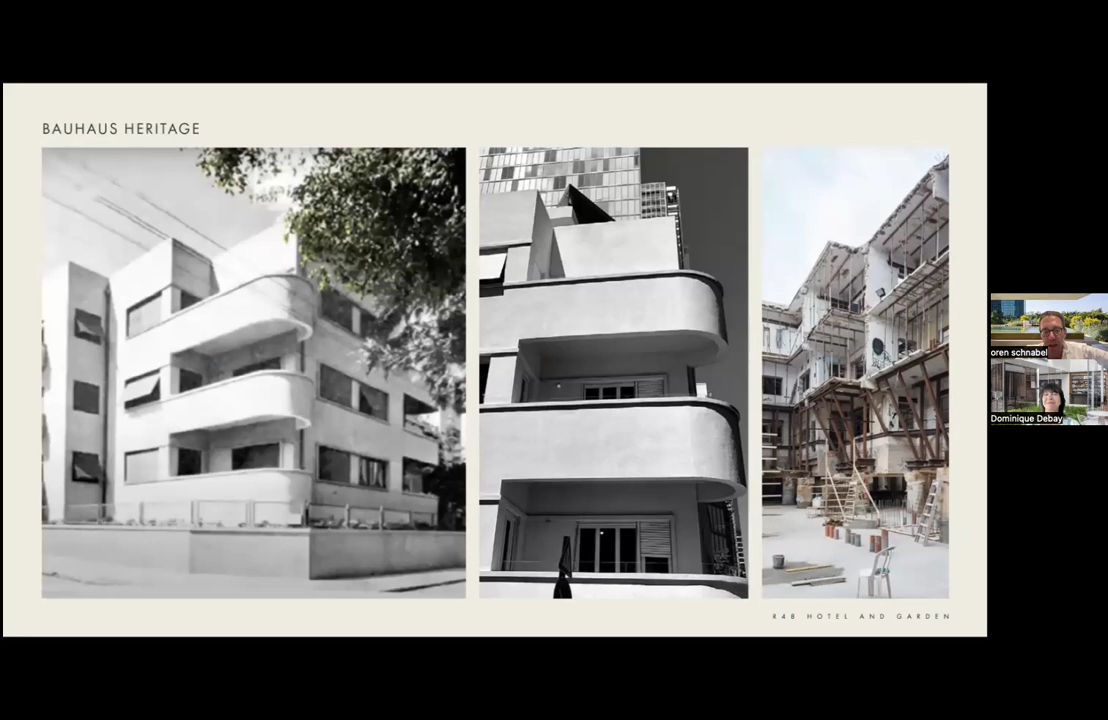 BAUHAUS HERITAGE
R48 HOTEL AND GARDEN
oren schnabel
Dominique Debay